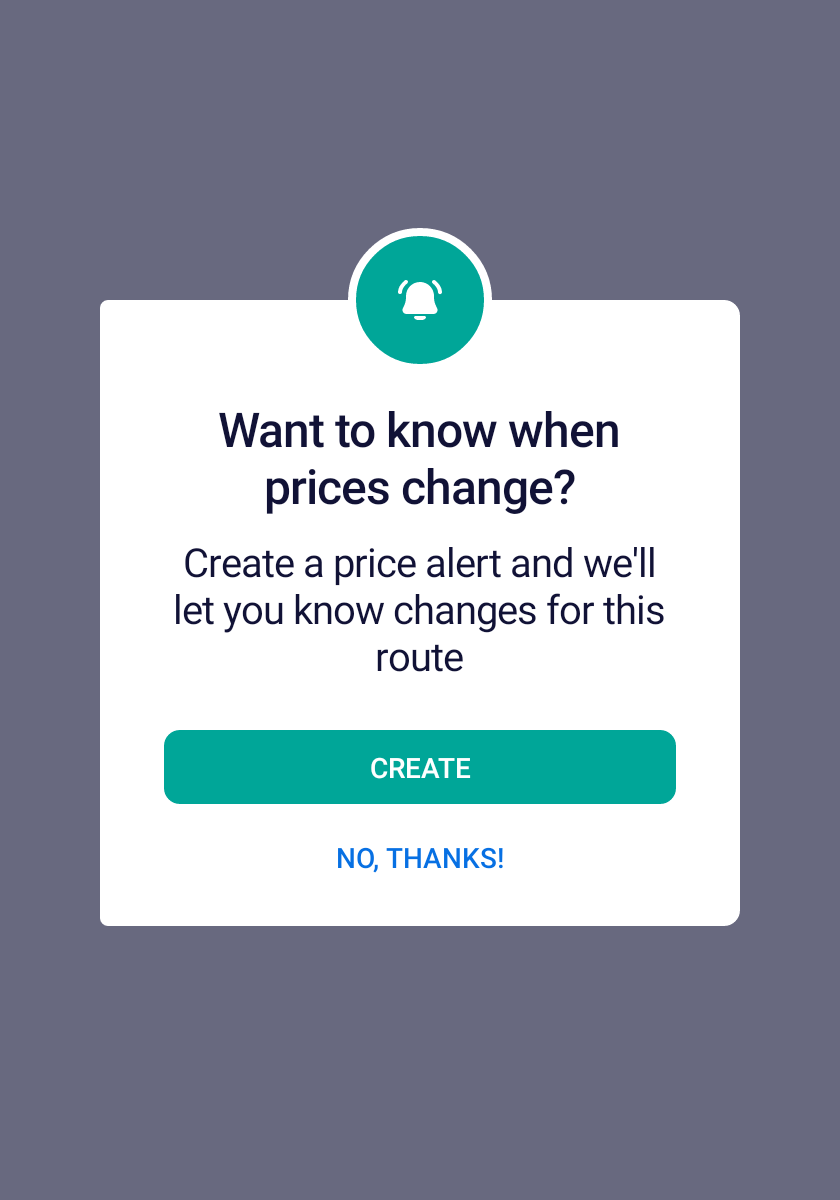 Want to know when
prices change?
Create a price alert and we'll
let you know changes for this
route
CREATE
NO, THANKS!